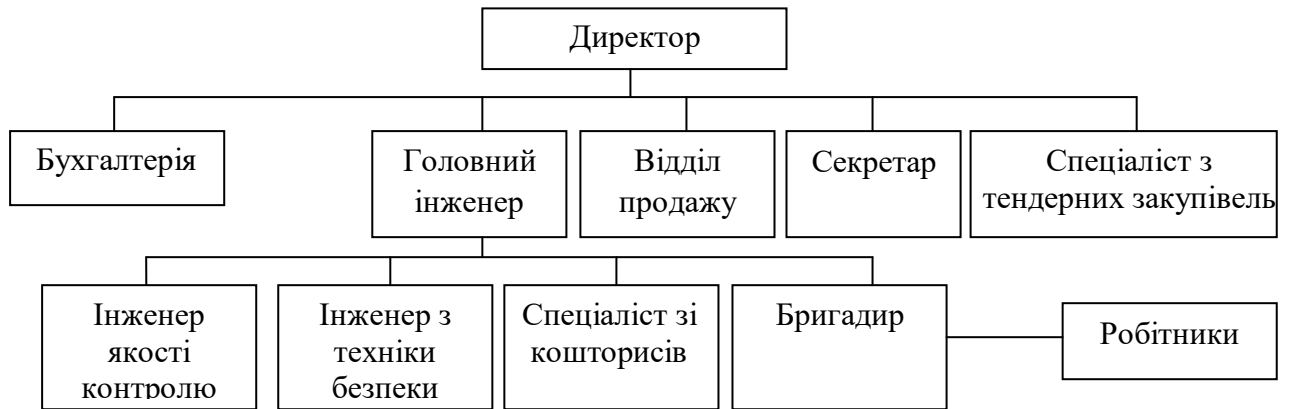 Директор
Бухгалтерія
Головний
інженер
Відділ
продажу
Секретар
Спеціаліст з
тендерних закупівель
Інженер
якості
контролю
Інженер з
техніки
безпеки
Спеціаліст зі
кошторисів
Бригадир
Робітники